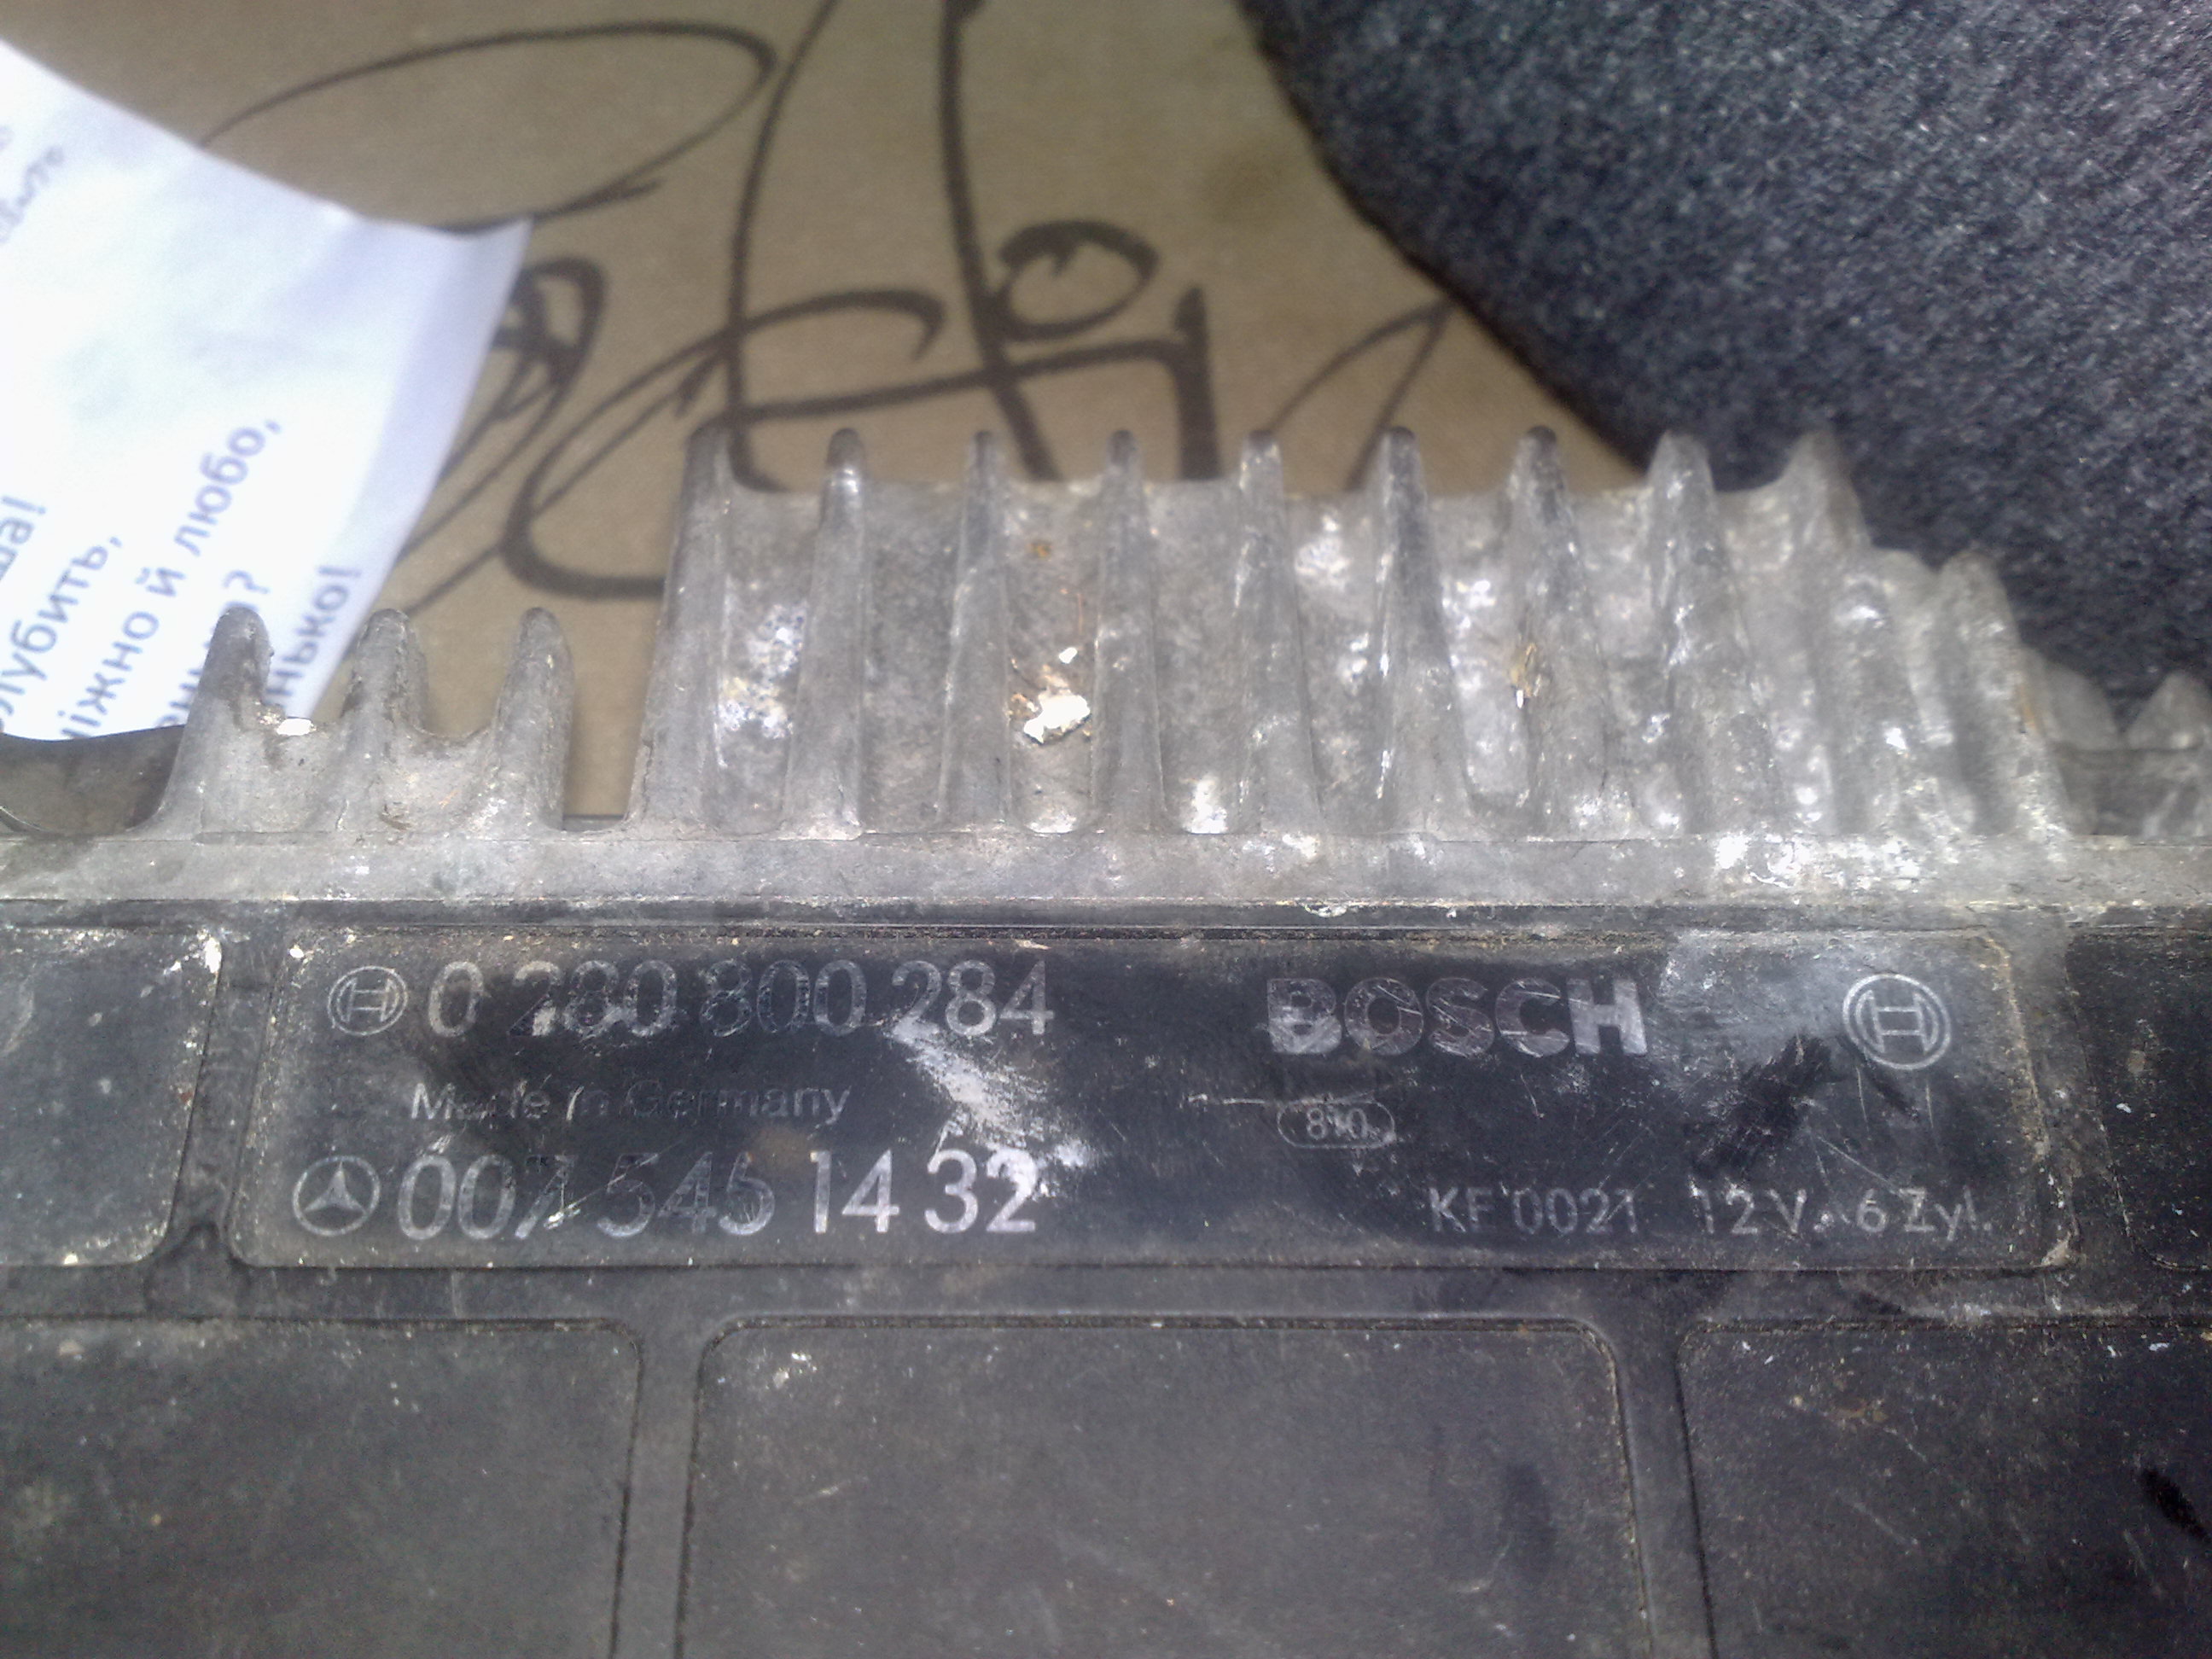 любить,
ніжно й любо,
0 280 800 284
BOSCH
Made in Germany
810
007 545 14 32
KE 0021 12 V. 6 Zyl.